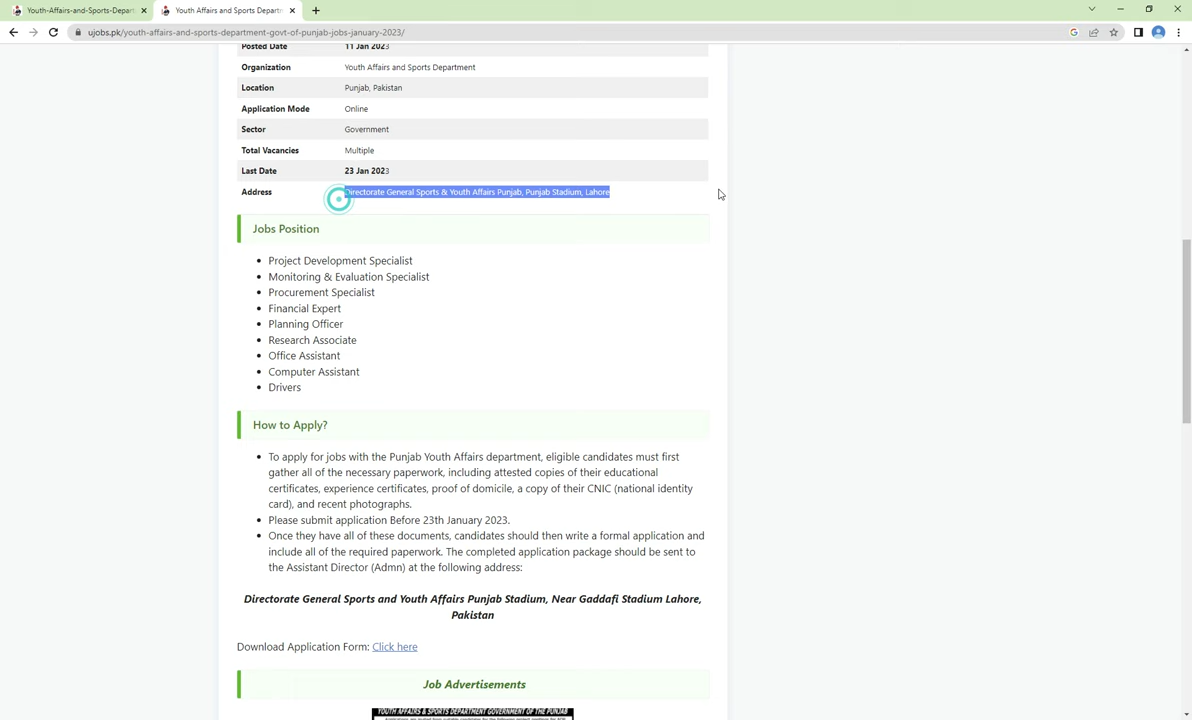 Youth-Affairs-and-Sports-Depart
Youth Affairs and Sports Departm
ujobs.pk/youth-affairs-and-sports-department-govt-of-punjab-jobs-january-2023/
Posted Date 11 Jan 2023
Organization Youth Affairs and Sports Department
Location Punjab, Pakistan
Application Mode Online
Sector Government
Total Vacancies Multiple
Last Date 23 Jan 2023
Address Directorate General Sports & Youth Affairs Punjab, Punjab Stadium, Lahore
Jobs Position
Project Development Specialist
Monitoring & Evaluation Specialist
Procurement Specialist
Financial Expert
Planning Officer
Research Associate
Office Assistant
Computer Assistant
Drivers
How to Apply?
To apply for jobs with the Punjab Youth Affairs department, eligible candidates must first
gather all of the necessary paperwork, including attested copies of their educational
certificates, experience certificates, proof of domicile, a copy of their CNIC (national identity
card), and recent photographs.
Please submit application Before 23th January 2023.
Once they have all of these documents, candidates should then write a formal application and
include all of the required paperwork. The completed application package should be sent to
the Assistant Director (Admn) at the following address:
Directorate General Sports and Youth Affairs Punjab Stadium, Near Gaddafi Stadium Lahore,
Pakistan
Download Application Form: Click here
Job Advertisements
YOUTH AFFAIRS & SPORTS DEPARTMENT GOVERNMENT OF THE PUNJAB